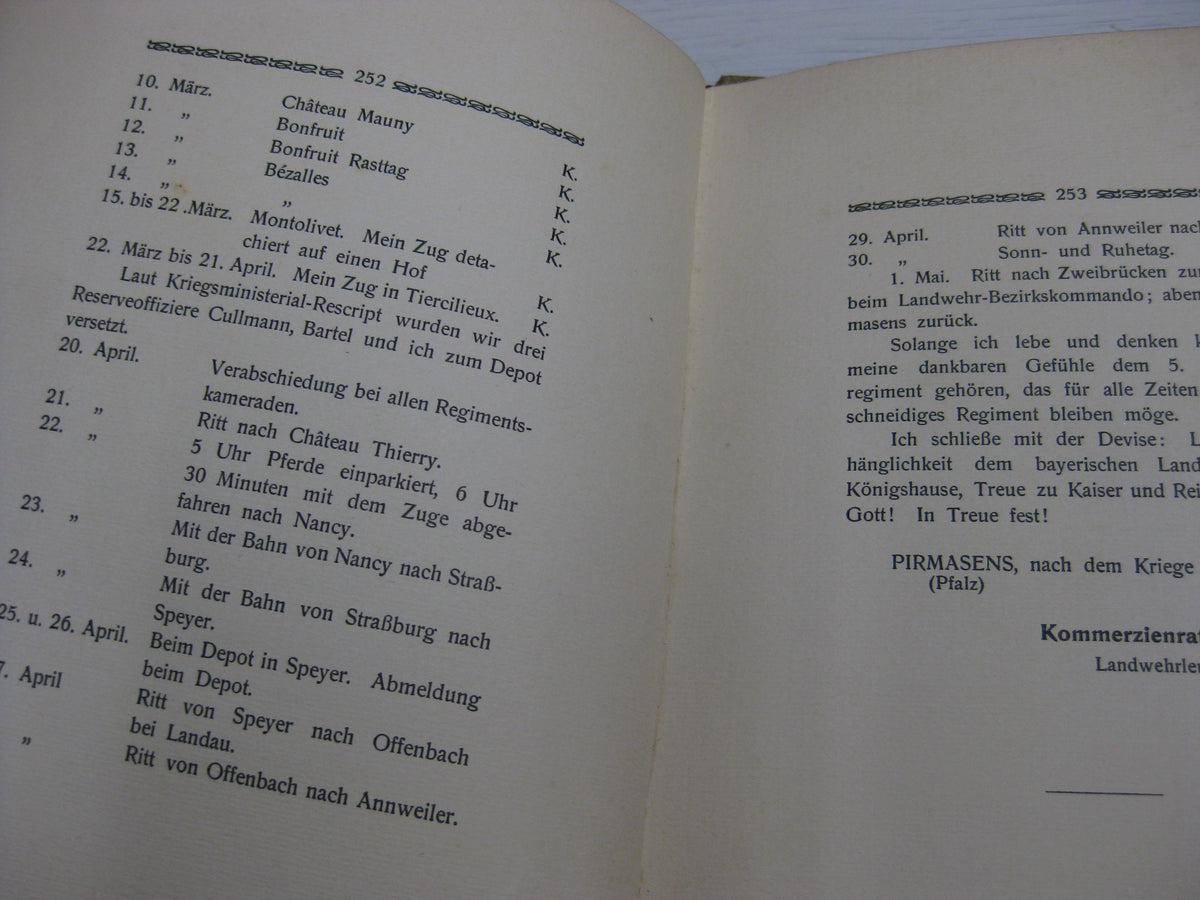 252
10. März. Château Mauny K.
11. „ Bonfruit K.
12. „ Bonfruit Rasttag K.
13. „ Bézalles K.
14. „ „ K.
15. bis 22 .März. Montolivet. Mein Zug deta-
chiert auf einen Hof K.
22. März bis 21. April. Mein Zug in Tiercilieux. K.
Laut Kriegsministerial-Rescript wurden wir drei
Reserveoffiziere Cullmann, Bartel und ich zum Depot
versetzt.
20. April. Verabschiedung bei allen Regiments-
kameraden.
21. „ Ritt nach Château Thierry.
22. „ 5 Uhr Pferde einparkiert, 6 Uhr
30 Minuten mit dem Zuge abge-
fahren nach Nancy.
23. „ Mit der Bahn von Nancy nach Straß-
burg.
24. „ Mit der Bahn von Straßburg nach
Speyer.
25. u. 26. April. Beim Depot in Speyer. Abmeldung
beim Depot.
7. April Ritt von Speyer nach Offenbach
bei Landau.
„ Ritt von Offenbach nach Annweiler.
253
29. April. Ritt von Annweiler nach
30. „ Sonn- und Ruhetag.
1. Mai. Ritt nach Zweibrücken zu
beim Landwehr-Bezirkskommando; aben
masens zurück.
Solange ich lebe und denken k
meine dankbaren Gefühle dem 5.
regiment gehören, das für alle Zeiten
schneidiges Regiment bleiben möge.
Ich schließe mit der Devise: L
hänglichkeit dem bayerischen Land
Königshause, Treue zu Kaiser und Rei
Gott! In Treue fest!
PIRMASENS, nach dem Kriege
(Pfalz)
Kommerzienrat
Landwehrle